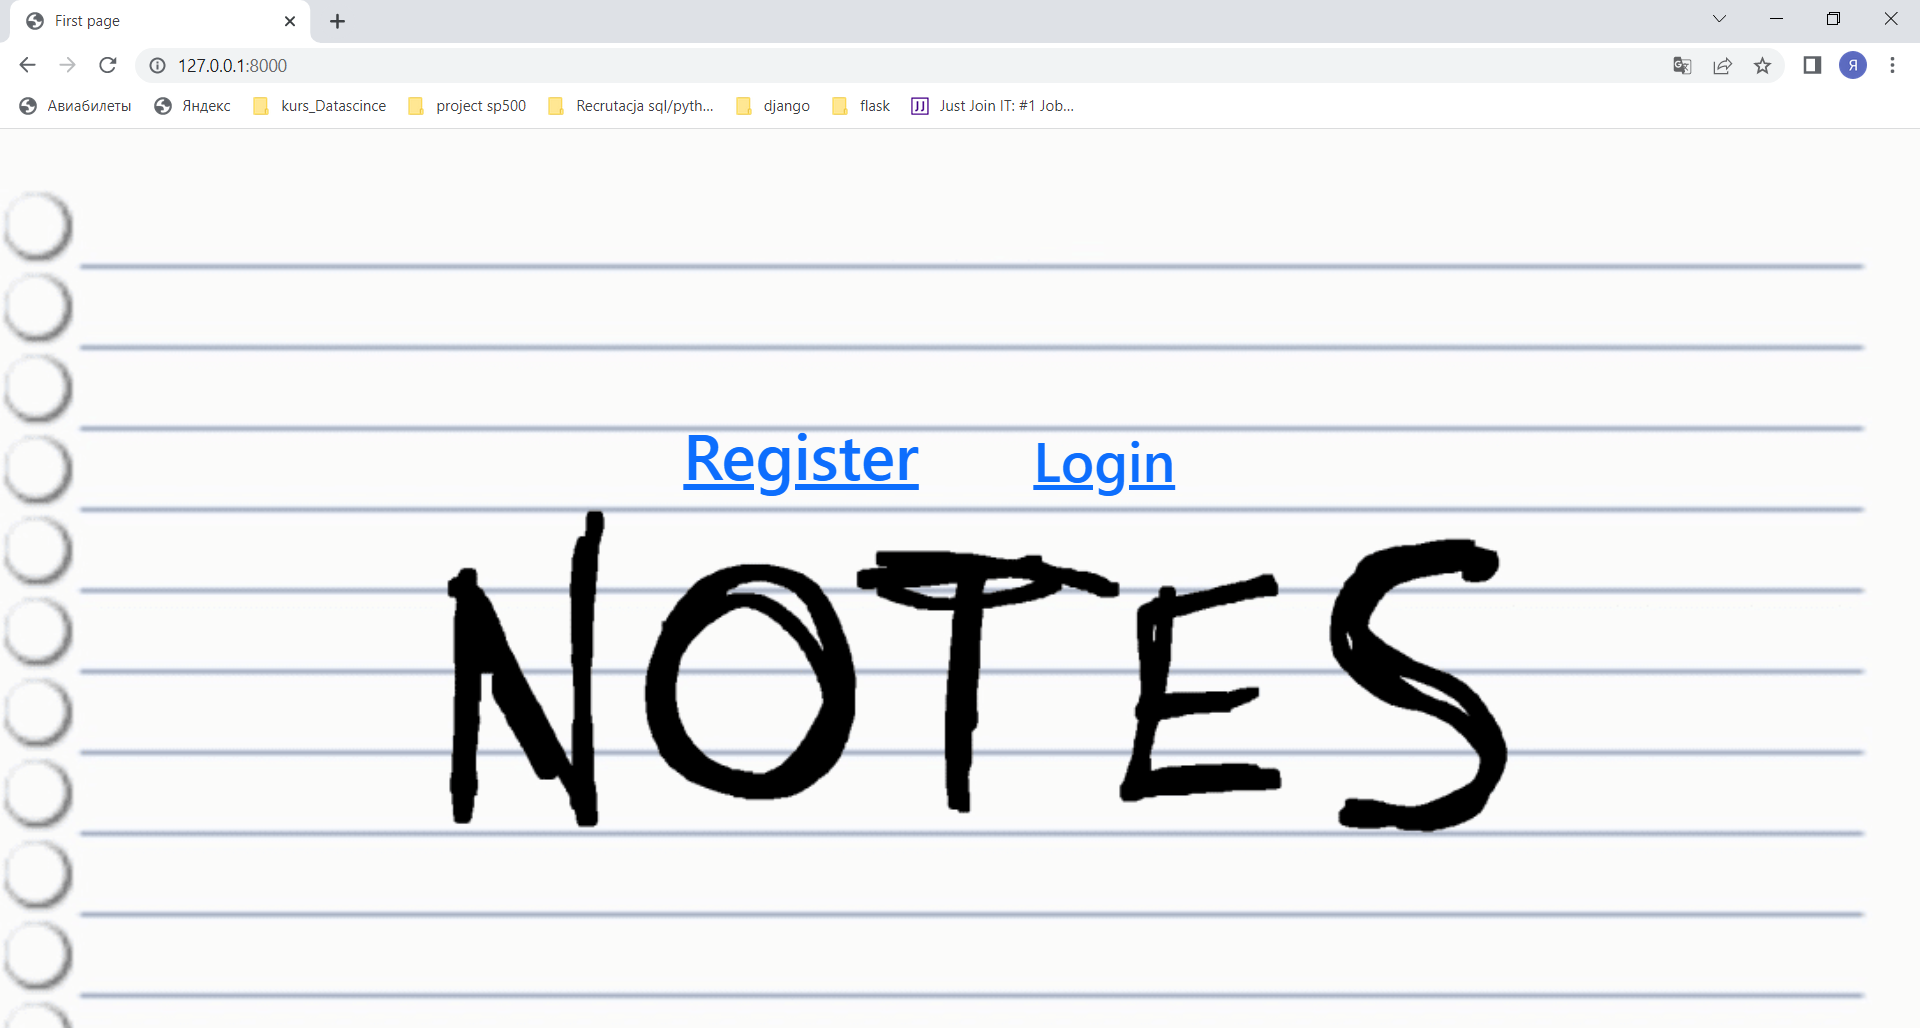 First page
127.0.0.1:8000
Я
Авиабилеты Яндекс kurs_Datascince project sp500 Recrutacja sql/pyth... django flask JJ Just Join IT: #1 Job...
Register Login
NOTES